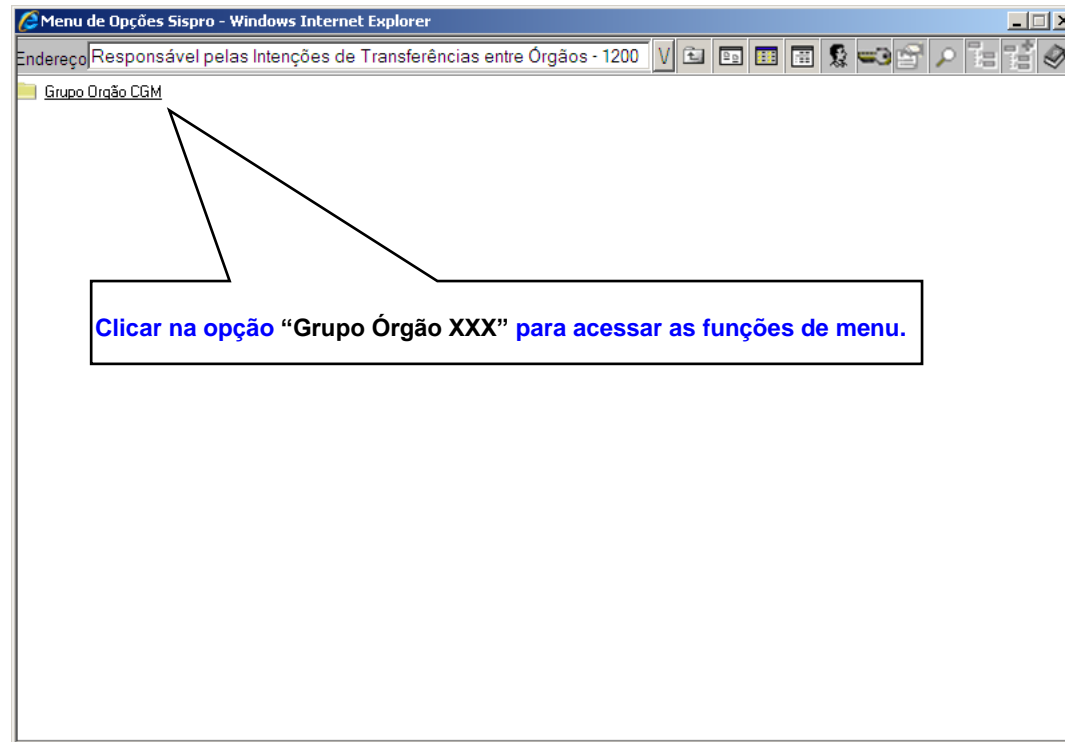 Menu de Opções Sispro - Windows Internet Explorer
Endereço Responsável pelas Intenções de Transferências entre Órgãos - 1200 V
Grupo Orgão CGM
Clicar na opção “Grupo Órgão XXX” para acessar as funções de menu.